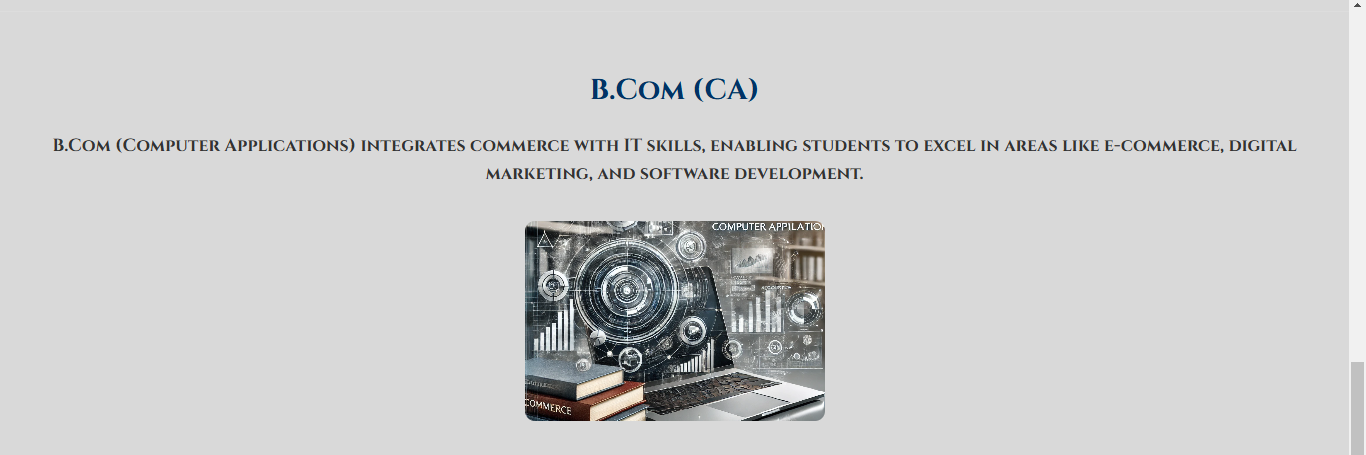 B.Com (CA)
B.Com (Computer Applications) integrates commerce with IT skills, enabling students to excel in areas like e-commerce, digital
marketing, and software development.
COMPUTER APPILATION
COMMERCE